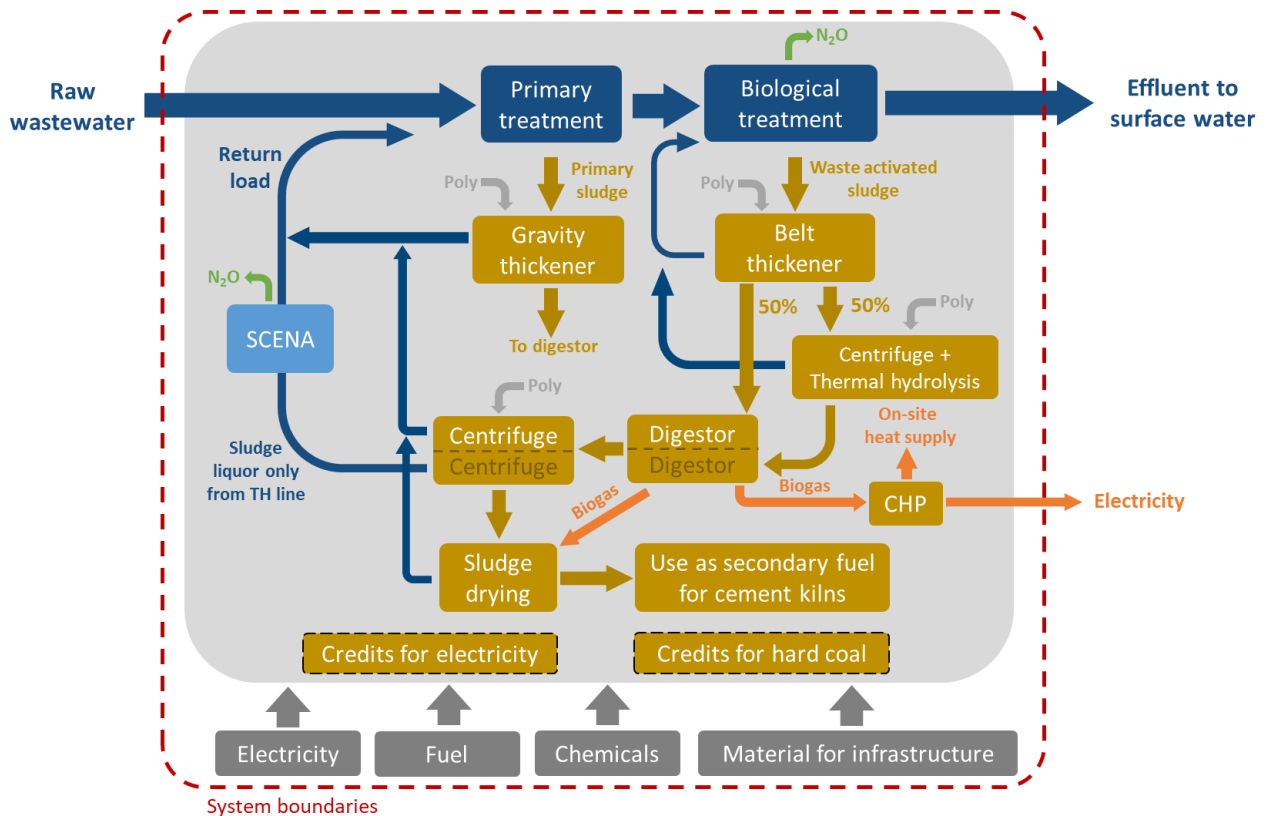 N₂O
Raw
wastewater
Primary
treatment
Biological
treatment
Effluent to
surface water
Return
load
Poly
Primary
sludge
Poly
Waste activated
sludge
Gravity
thickener
Belt
thickener
N₂O
SCENA
To digestor
50%
50%
Poly
Centrifuge +
Thermal hydrolysis
Poly
On-site
heat supply
Sludge
liquor only
from TH line
Centrifuge
Centrifuge
Digestor
Digestor
Biogas
Biogas
CHP
Electricity
Sludge
drying
Use as secondary fuel
for cement kilns
Credits for electricity
Credits for hard coal
Electricity
Fuel
Chemicals
Material for infrastructure
System boundaries